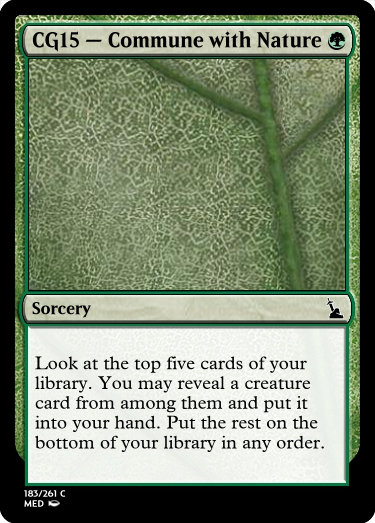 CG15 — Commune with Nature
Sorcery
Look at the top five cards of your
library. You may reveal a creature
card from among them and put it
into your hand. Put the rest on the
bottom of your library in any order.
183/261 C
MED